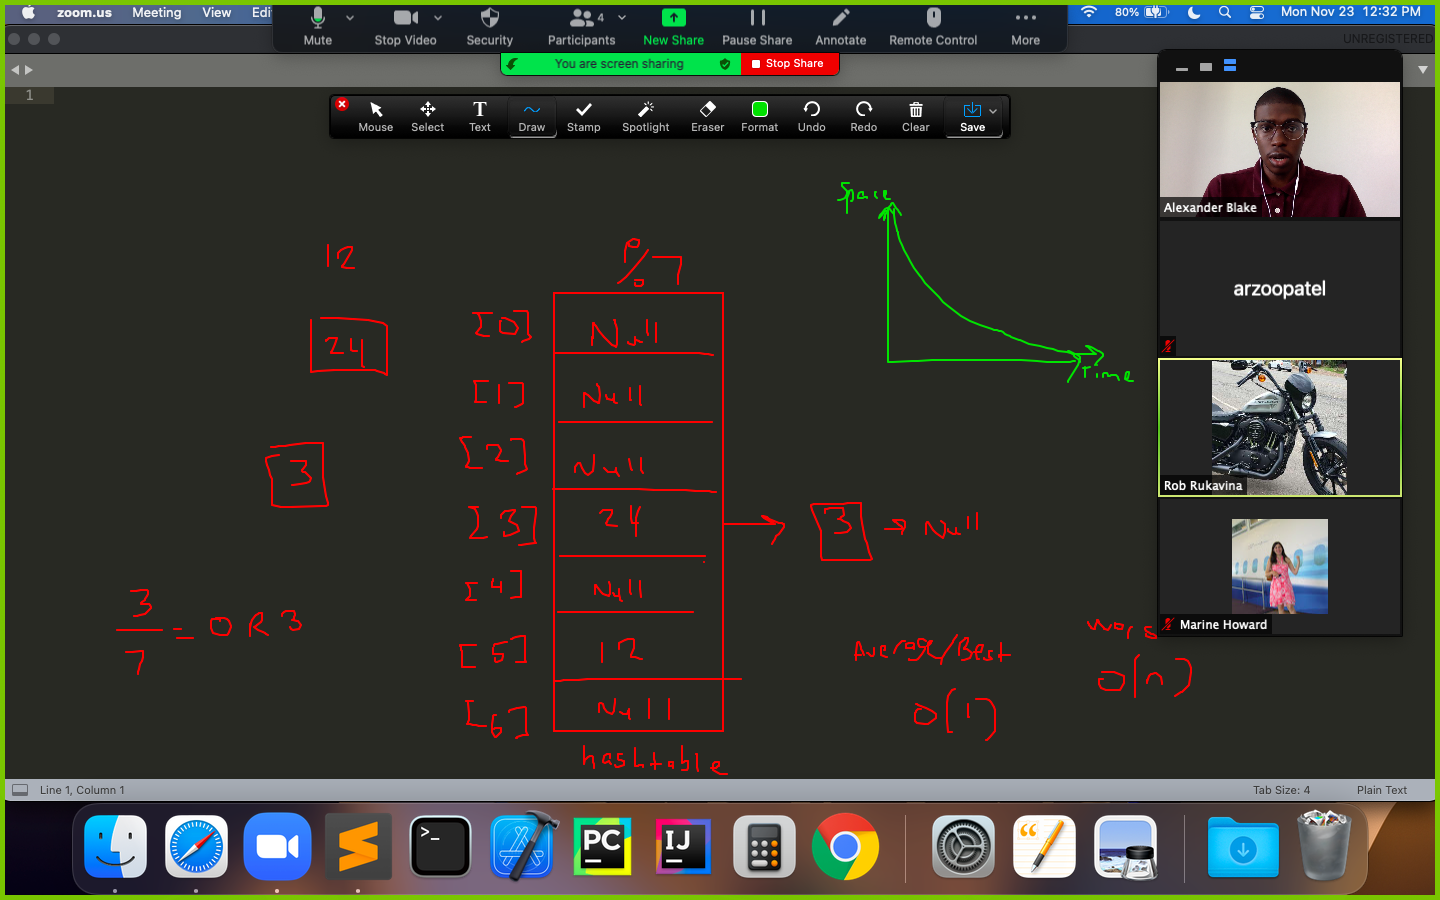 zoom.us Meeting View Edi
80% Mon Nov 23 12:32 PM
Mute Stop Video Security Participants 4 New Share Pause Share Annotate Remote Control More
You are screen sharing Stop Share
UNREGISTERED
1
Mouse Select Text Draw Stamp Spotlight Eraser Format Undo Redo Clear Save
Alexander Blake
arzoopatel
Rob Rukavina
Marine Howard
Space
Time
12
24
3
3/7 = 0 R 3
%7
[0] Null
[1] Null
[2] Null
[3] 24 → 3 → Null
[4] Null
[5] 12
[6] Null
hashtable
Average/Best
O(1)
wors
O(n)
Line 1, Column 1 Tab Size: 4 Plain Text
>_
PC
IJ